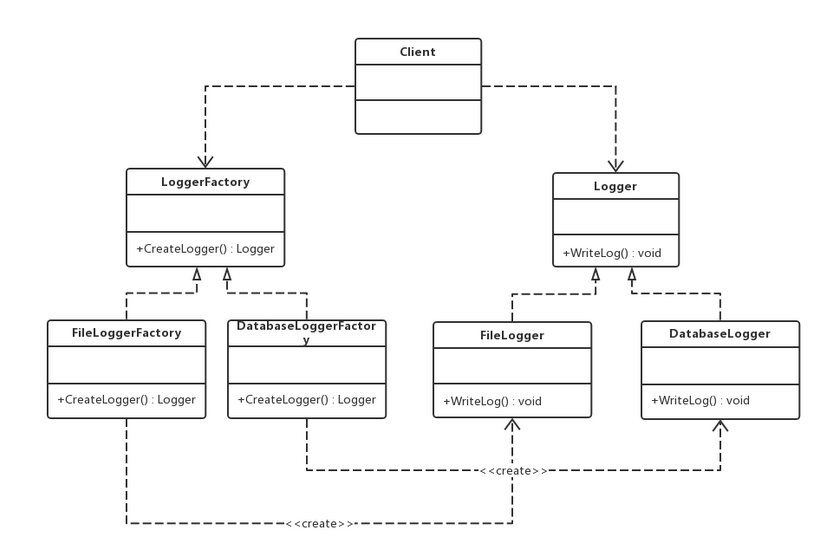 Client
LoggerFactory
+CreateLogger() : Logger
Logger
+WriteLog() : void
FileLoggerFactory
+CreateLogger() : Logger
DatabaseLoggerFactor
y
+CreateLogger() : Logger
FileLogger
+WriteLog() : void
DatabaseLogger
+WriteLog() : void
<<create>>
<<create>>